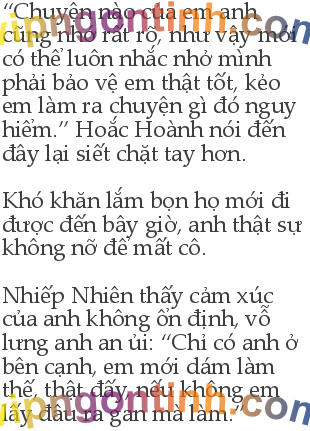 “Chuyện nào của em anh
cũng nhớ rất rõ, như vậy mới
có thể luôn nhắc nhở mình
phải bảo vệ em thật tốt, kẻo
em làm ra chuyện gì đó nguy
hiểm.” Hoắc Hoành nói đến
đây lại siết chặt tay hơn.
Khó khăn lắm bọn họ mới đi
được đến bây giờ, anh thật sự
không nỡ để mất cô.
Nhiếp Nhiên thấy cảm xúc
của anh không ổn định, vỗ
lưng anh an ủi: “Chỉ có anh ở
bên cạnh, em mới dám làm
thế, thật đấy, nếu không em
lấy đâu ra gan mà làm.”
vipngontinh.com
vipngontinh.com